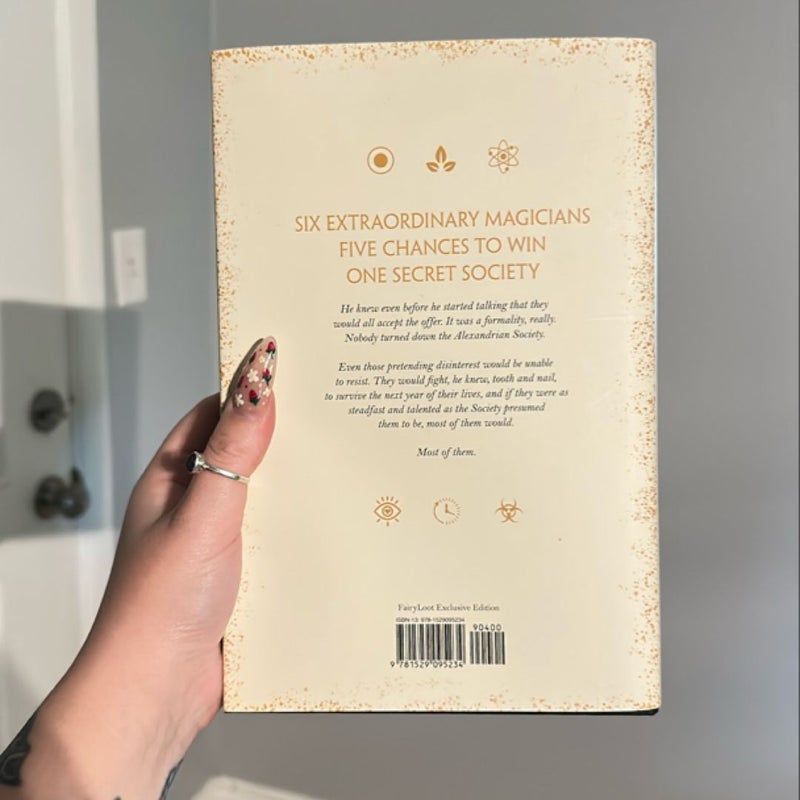 SIX EXTRAORDINARY MAGICIANS
FIVE CHANCES TO WIN
ONE SECRET SOCIETY
He knew even before he started talking that they
would all accept the offer. It was a formality, really.
Nobody turned down the Alexandrian Society.
Even those pretending disinterest would be unable
to resist. They would fight, he knew, tooth and nail,
to survive the next year of their lives, and if they were as
steadfast and talented as the Society presumed
them to be, most of them would.
Most of them.
FairyLoot Exclusive Edition
ISBN-13: 978-1529095234
90400
9781529095234